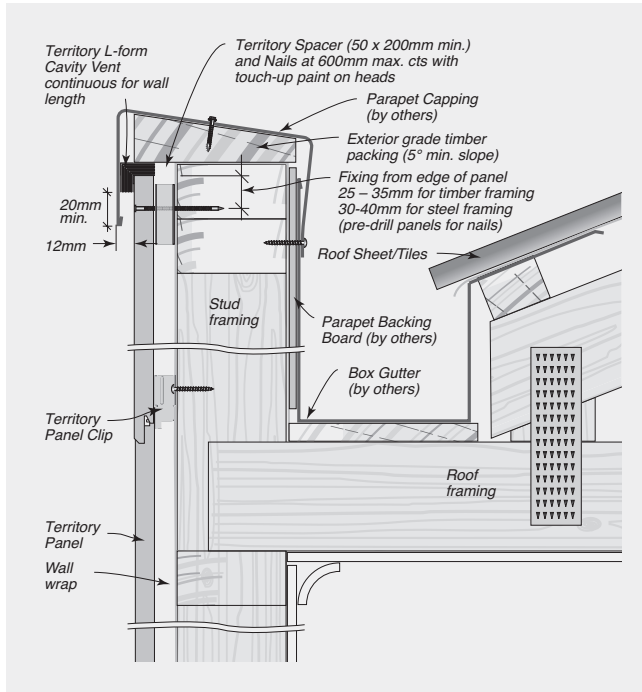 Territory L-form
Cavity Vent
continuous for wall
length
Territory Spacer (50 x 200mm min.)
and Nails at 600mm max. cts with
touch-up paint on heads
Parapet Capping
(by others)
Exterior grade timber
packing (5° min. slope)
Fixing from edge of panel
25 – 35mm for timber framing
30-40mm for steel framing
(pre-drill panels for nails)
20mm
min.
12mm
Roof Sheet/Tiles
Stud
framing
Parapet Backing
Board (by others)
Box Gutter
(by others)
Territory
Panel Clip
Roof
framing
Territory
Panel
Wall
wrap